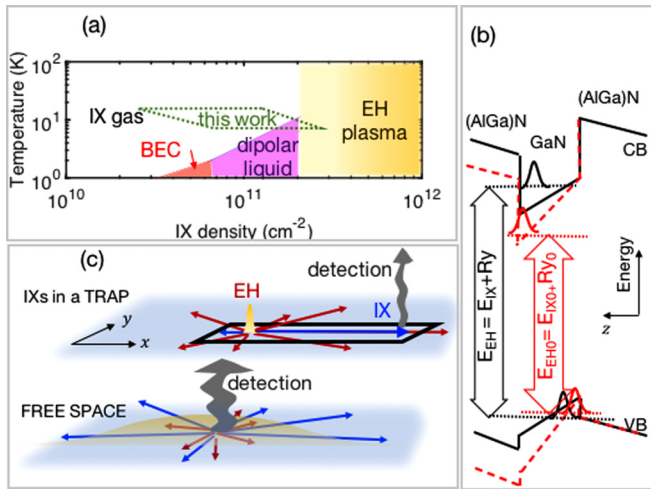 (a)
Temperature (K)
10²
10¹
10⁰
IX gas
this work
BEC
dipolar
liquid
EH
plasma
10¹⁰
10¹¹
10¹²
IX density (cm⁻²)
(c)
detection
IXs in a TRAP
EH
IX
y
x
detection
FREE SPACE
(b)
(AlGa)N
(AlGa)N
GaN
CB
E_EH = E_IX+Ry
E_EH0 = E_IX0+Ry₀
Energy
z
VB